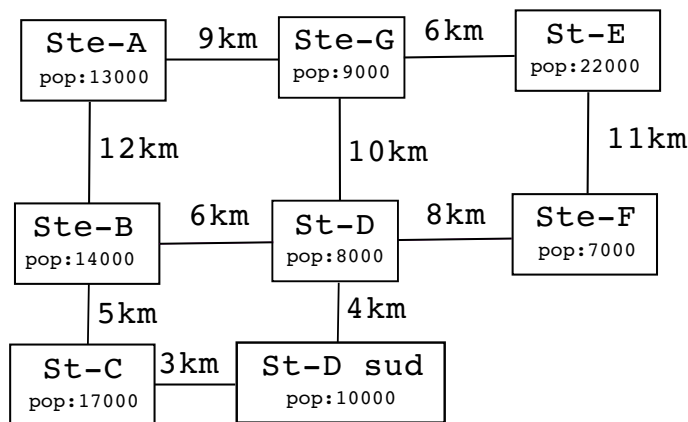 Ste-A
pop:13000
9km
Ste-G
pop:9000
6km
St-E
pop:22000
12km
10km
11km
Ste-B
pop:14000
6km
St-D
pop:8000
8km
Ste-F
pop:7000
5km
4km
St-C
pop:17000
3km
St-D sud
pop:10000